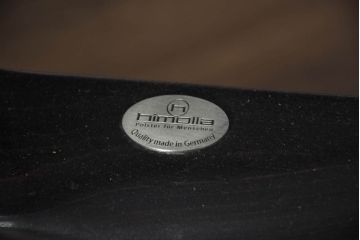 himolla
Polster für Menschen
Quality made in Germany